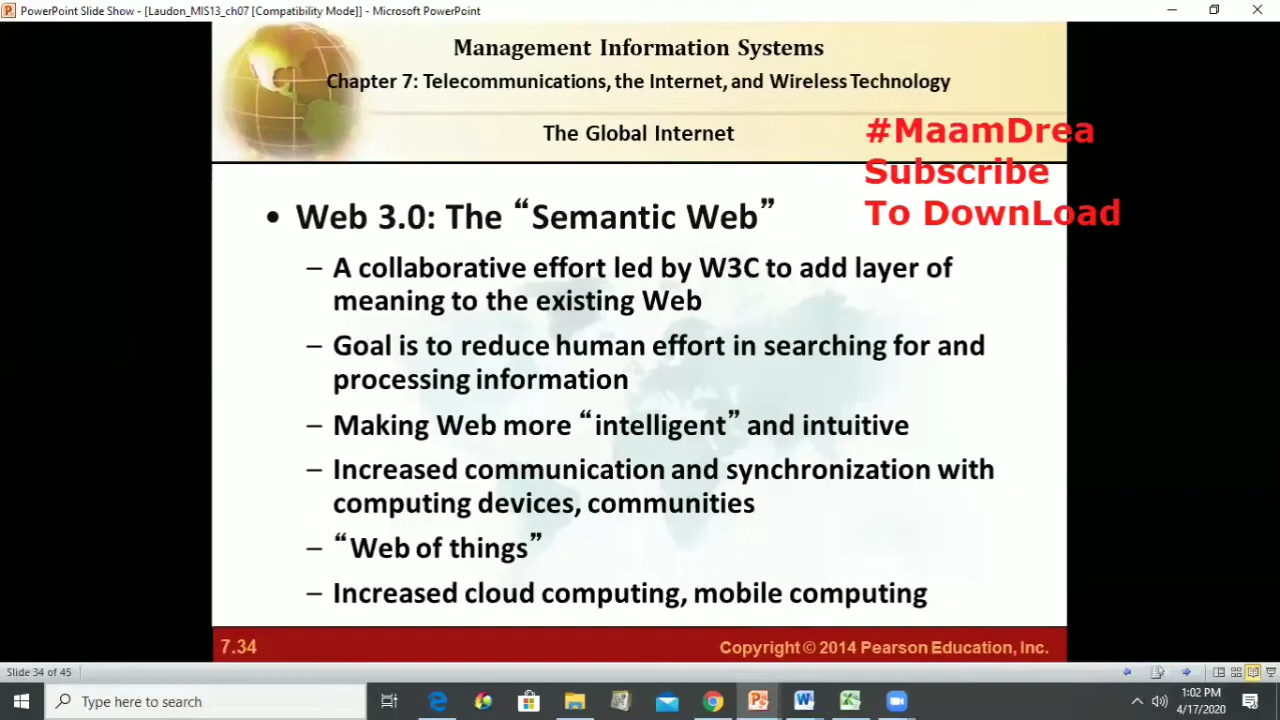 PowerPoint Slide Show - [Laudon_MIS13_ch07 [Compatibility Mode]] - Microsoft PowerPoint
Management Information Systems
Chapter 7: Telecommunications, the Internet, and Wireless Technology
The Global Internet
#MaamDrea
Subscribe
To DownLoad
• Web 3.0: The “Semantic Web”
– A collaborative effort led by W3C to add layer of
meaning to the existing Web
– Goal is to reduce human effort in searching for and
processing information
– Making Web more “intelligent” and intuitive
– Increased communication and synchronization with
computing devices, communities
– “Web of things”
– Increased cloud computing, mobile computing
7.34
Copyright © 2014 Pearson Education, Inc.
Slide 34 of 45
Type here to search
1:02 PM
4/17/2020